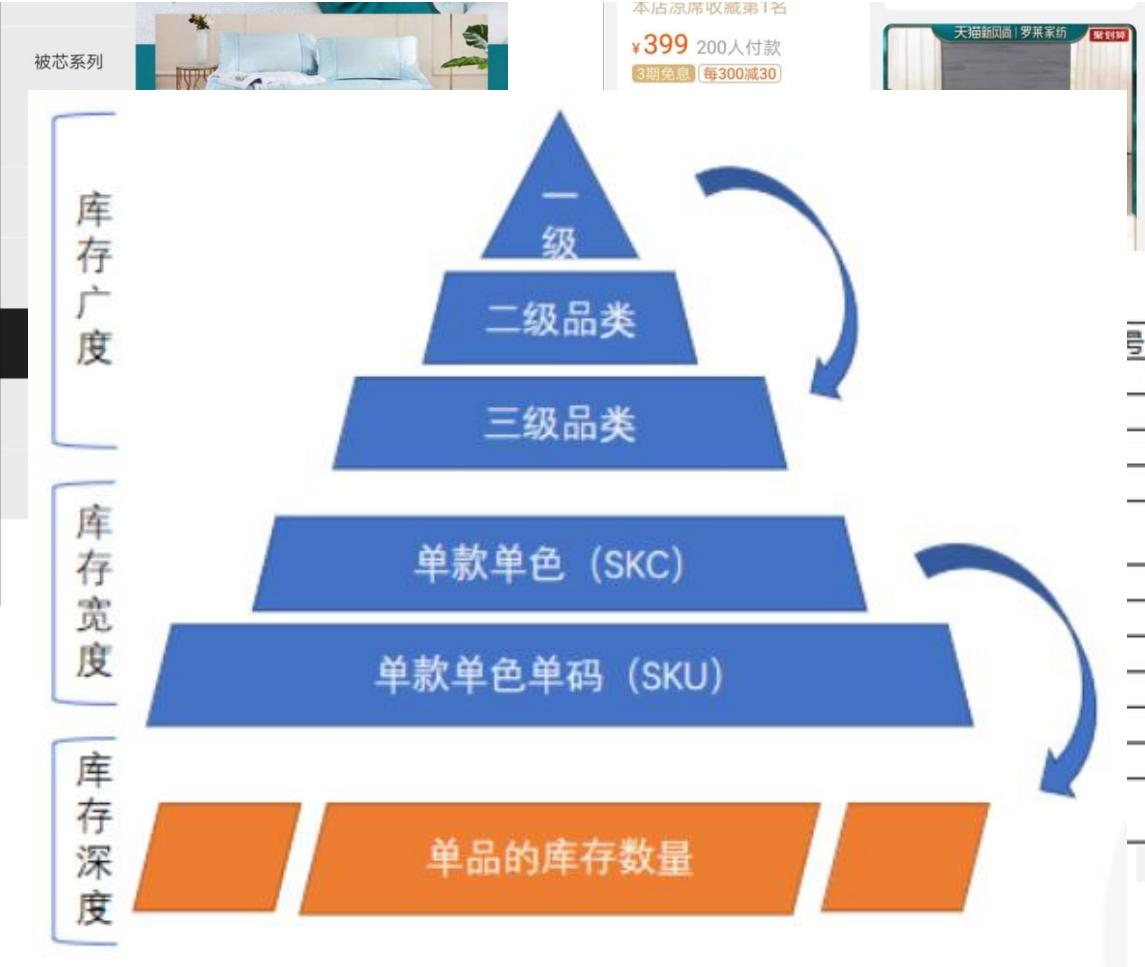 本店凉席收藏第1名
被芯系列
¥399 200人付款
3期免息 每300减30
天猫新风尚|罗莱家纺 聚划算
库存广度
一级
二级品类
三级品类
号
库存宽度
单款单色（SKC）
单款单色单码（SKU）
库存深度
单品的库存数量